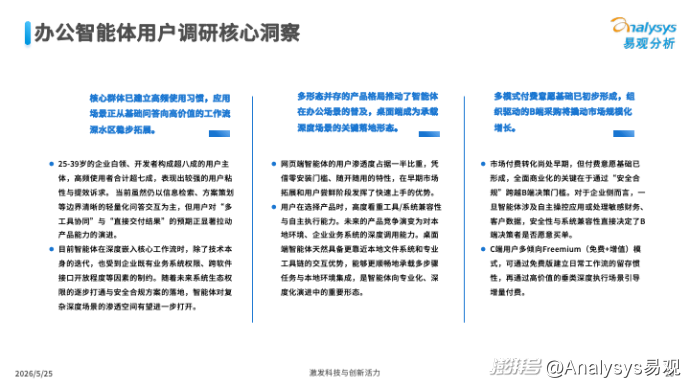 办公智能体用户调研核心洞察
analysys
易观分析
核心群体已建立高频使用习惯，应用
场景正从基础问答向高价值的工作流
深水区稳步拓展。
25-39岁的企业白领、开发者构成超八成的用户主
体，高频使用者合计超七成，表现出较强的用户粘
性与提效诉求。 当前虽然仍以信息检索、方案策划
等边界清晰的轻量化问答交互为主，但用户对“多
工具协同”与“直接交付结果”的预期正显著拉动
产品能力的演进。
目前智能体在深度嵌入核心工作流时，除了技术本
身的迭代，也受到企业既有业务系统权限、跨软件
接口开放程度等因素的制约。随着未来系统生态权
限的逐步打通与安全合规方案的落地，智能体对复
杂深度场景的渗透空间有望进一步打开。
多形态并存的产品格局推动了智能体
在办公场景的普及，桌面端成为承载
深度场景的关键落地形态。
网页端智能体的用户渗透度占据一半比重，凭
借零安装门槛、随开随用的特性，在早期市场
拓展和用户尝鲜阶段发挥了快速上手的优势。
用户在选择产品时，高度看重工具/系统兼容性
与自主执行能力。未来的产品竞争演变为对本
地环境、企业业务系统的深度调用能力。桌面
端智能体天然具备更靠近本地文件系统和专业
工具链的交互优势，能够更顺畅地承载多步骤
任务与本地环境集成，是智能体向专业化、深
度化演进中的重要形态。
多模式付费意愿基础已初步形成，组
织驱动的B端采购将撬动市场规模化
增长。
市场付费转化尚处早期，但付费意愿基础已
形成，全面商业化的关键在于通过“安全合
规”跨越B端决策门槛。对于企业侧而言，一
旦智能体涉及自主操控应用或处理敏感财务、
客户数据，安全性与系统兼容性直接决定了B端
决策者是否愿意买单。
C端用户多倾向Freemium（免费+增值）模
式，可通过免费版建立日常工作流的留存惯
性，再通过高价值的垂类深度执行场景引导
增量付费。
2026/5/25
激发科技与创新活力
澎湃号@Analysys易观